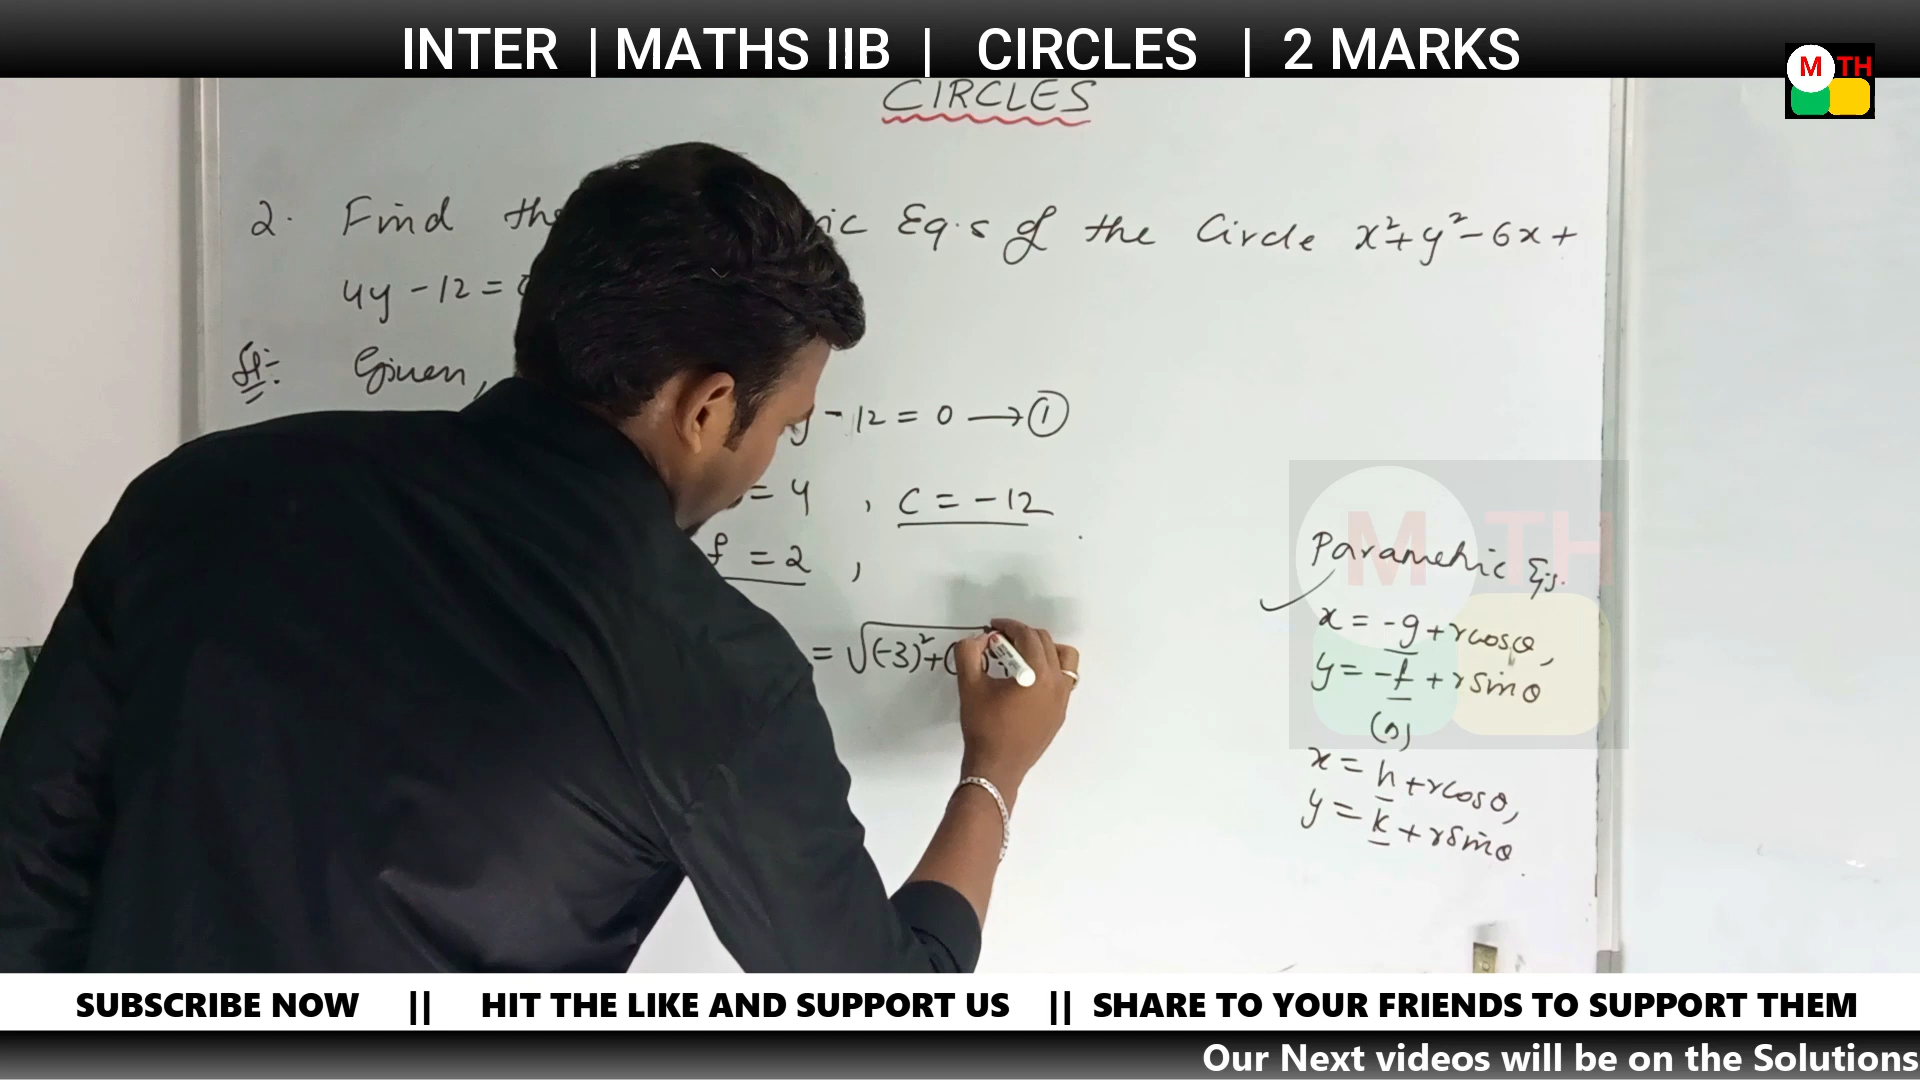 INTER | MATHS IIB | CIRCLES | 2 MARKS
M TH
CIRCLES
2. Find the ic Eq.s of the Circle x²+y²-6x+
4y-12=0
Sol:-
Given,
y-12=0 → ①
=4, c=-12
f=2,
=√(-3)²+(
M TH
Parametric Eqs.
x=-g+rcosθ,
y=-f+rsinθ
(or)
x=h+rcosθ,
y=k+rsinθ.
SUBSCRIBE NOW || HIT THE LIKE AND SUPPORT US || SHARE TO YOUR FRIENDS TO SUPPORT THEM
Our Next videos will be on the Solutions